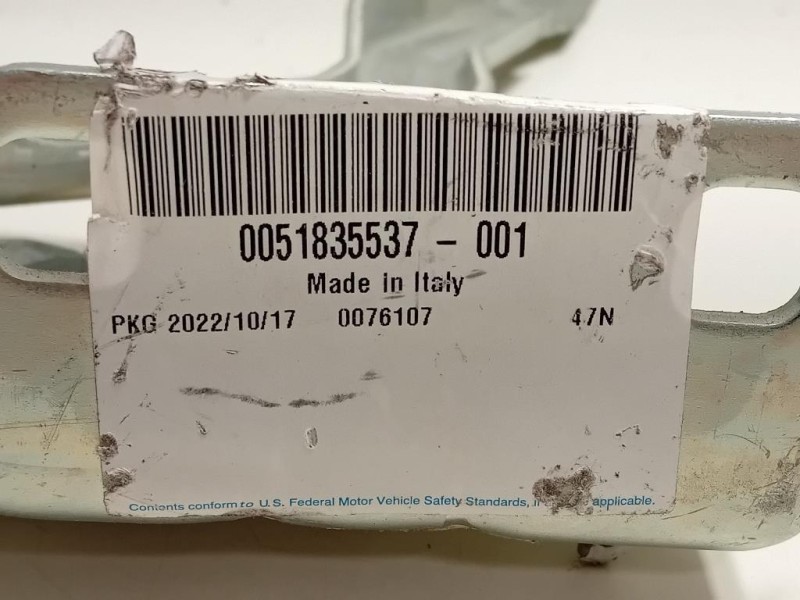 0051835537 - 001
Made in Italy
PKG 2022/10/17 0076107 47N
Contents conform to U.S. Federal Motor Vehicle Safety Standards, applicable.